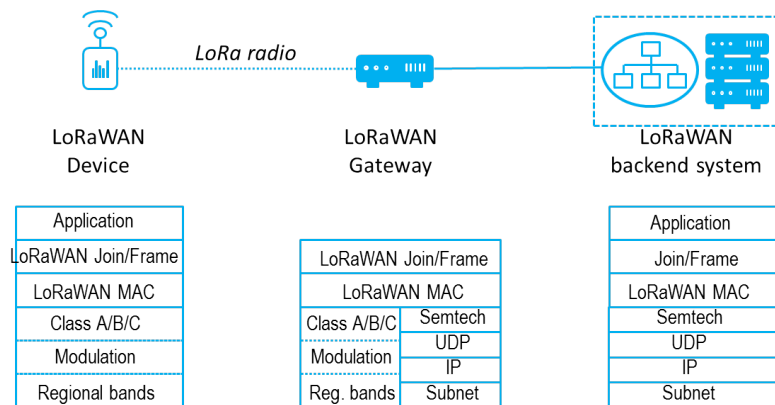 LoRa radio
LoRaWAN
Device
LoRaWAN
Gateway
LoRaWAN
backend system
Application
LoRaWAN Join/Frame
LoRaWAN MAC
Class A/B/C
Modulation
Regional bands
LoRaWAN Join/Frame
LoRaWAN MAC
Class A/B/C
Modulation
Reg. bands
Semtech
UDP
IP
Subnet
Application
Join/Frame
LoRaWAN MAC
Semtech
UDP
IP
Subnet